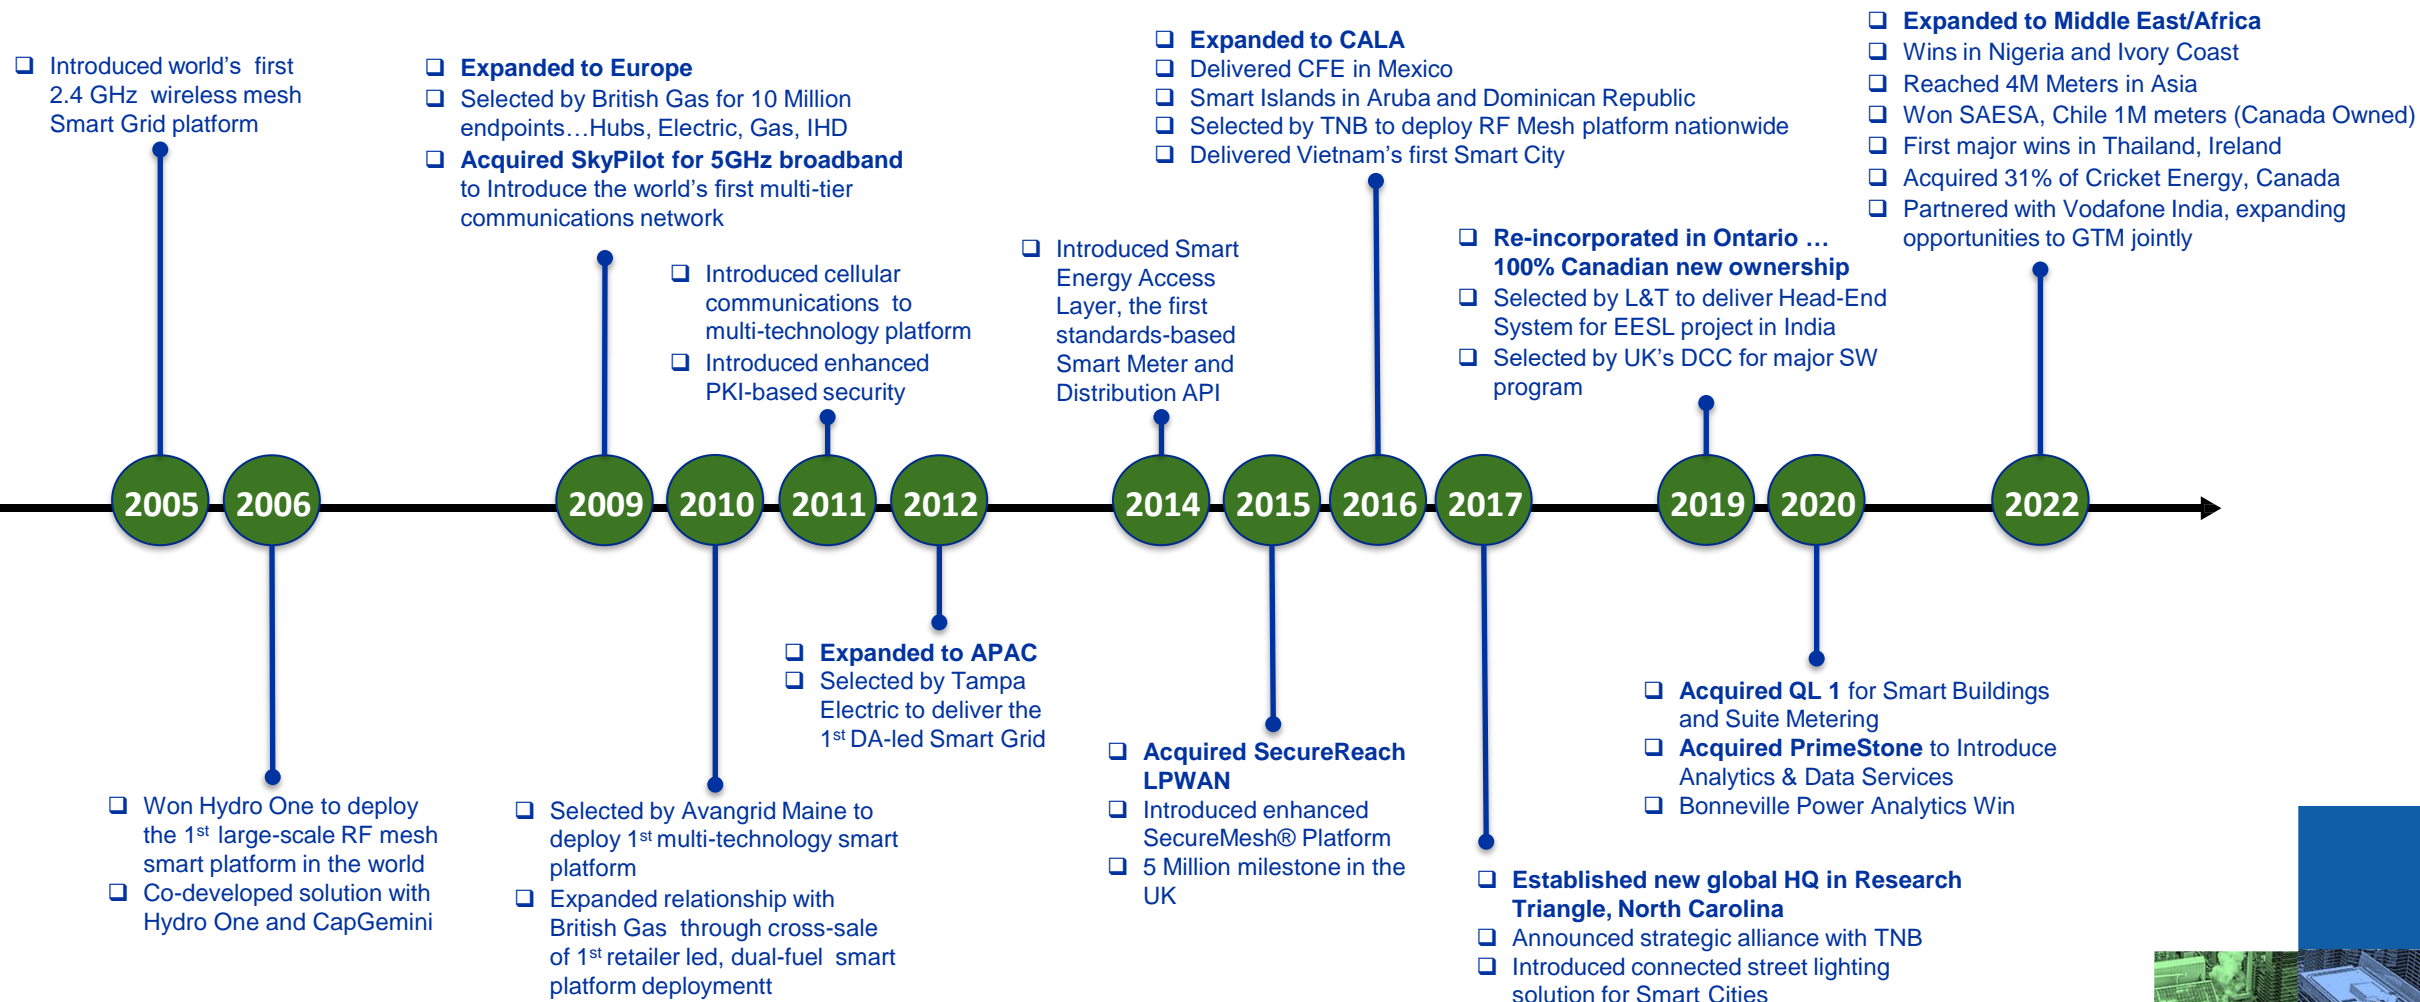 Introduced world's first
2.4 GHz wireless mesh
Smart Grid platform
Expanded to Europe
Selected by British Gas for 10 Million
endpoints…Hubs, Electric, Gas, IHD
Acquired SkyPilot for 5GHz broadband
to Introduce the world's first multi-tier
communications network
Introduced cellular
communications to
multi-technology platform
Introduced enhanced
PKI-based security
Introduced Smart
Energy Access
Layer, the first
standards-based
Smart Meter and
Distribution API
Expanded to CALA
Delivered CFE in Mexico
Smart Islands in Aruba and Dominican Republic
Selected by TNB to deploy RF Mesh platform nationwide
Delivered Vietnam's first Smart City
Re-incorporated in Ontario …
100% Canadian new ownership
Selected by L&T to deliver Head-End
System for EESL project in India
Selected by UK's DCC for major SW
program
Expanded to Middle East/Africa
Wins in Nigeria and Ivory Coast
Reached 4M Meters in Asia
Won SAESA, Chile 1M meters (Canada Owned)
First major wins in Thailand, Ireland
Acquired 31% of Cricket Energy, Canada
Partnered with Vodafone India, expanding
opportunities to GTM jointly
2005 2006 2009 2010 2011 2012 2014 2015 2016 2017 2019 2020 2022
Won Hydro One to deploy
the 1st large-scale RF mesh
smart platform in the world
Co-developed solution with
Hydro One and CapGemini
Selected by Avangrid Maine to
deploy 1st multi-technology smart
platform
Expanded relationship with
British Gas through cross-sale
of 1st retailer led, dual-fuel smart
platform deploymentt
Expanded to APAC
Selected by Tampa
Electric to deliver the
1st DA-led Smart Grid
Acquired SecureReach
LPWAN
Introduced enhanced
SecureMesh® Platform
5 Million milestone in the
UK
Established new global HQ in Research
Triangle, North Carolina
Announced strategic alliance with TNB
Introduced connected street lighting
solution for Smart Cities
Acquired QL 1 for Smart Buildings
and Suite Metering
Acquired PrimeStone to Introduce
Analytics & Data Services
Bonneville Power Analytics Win